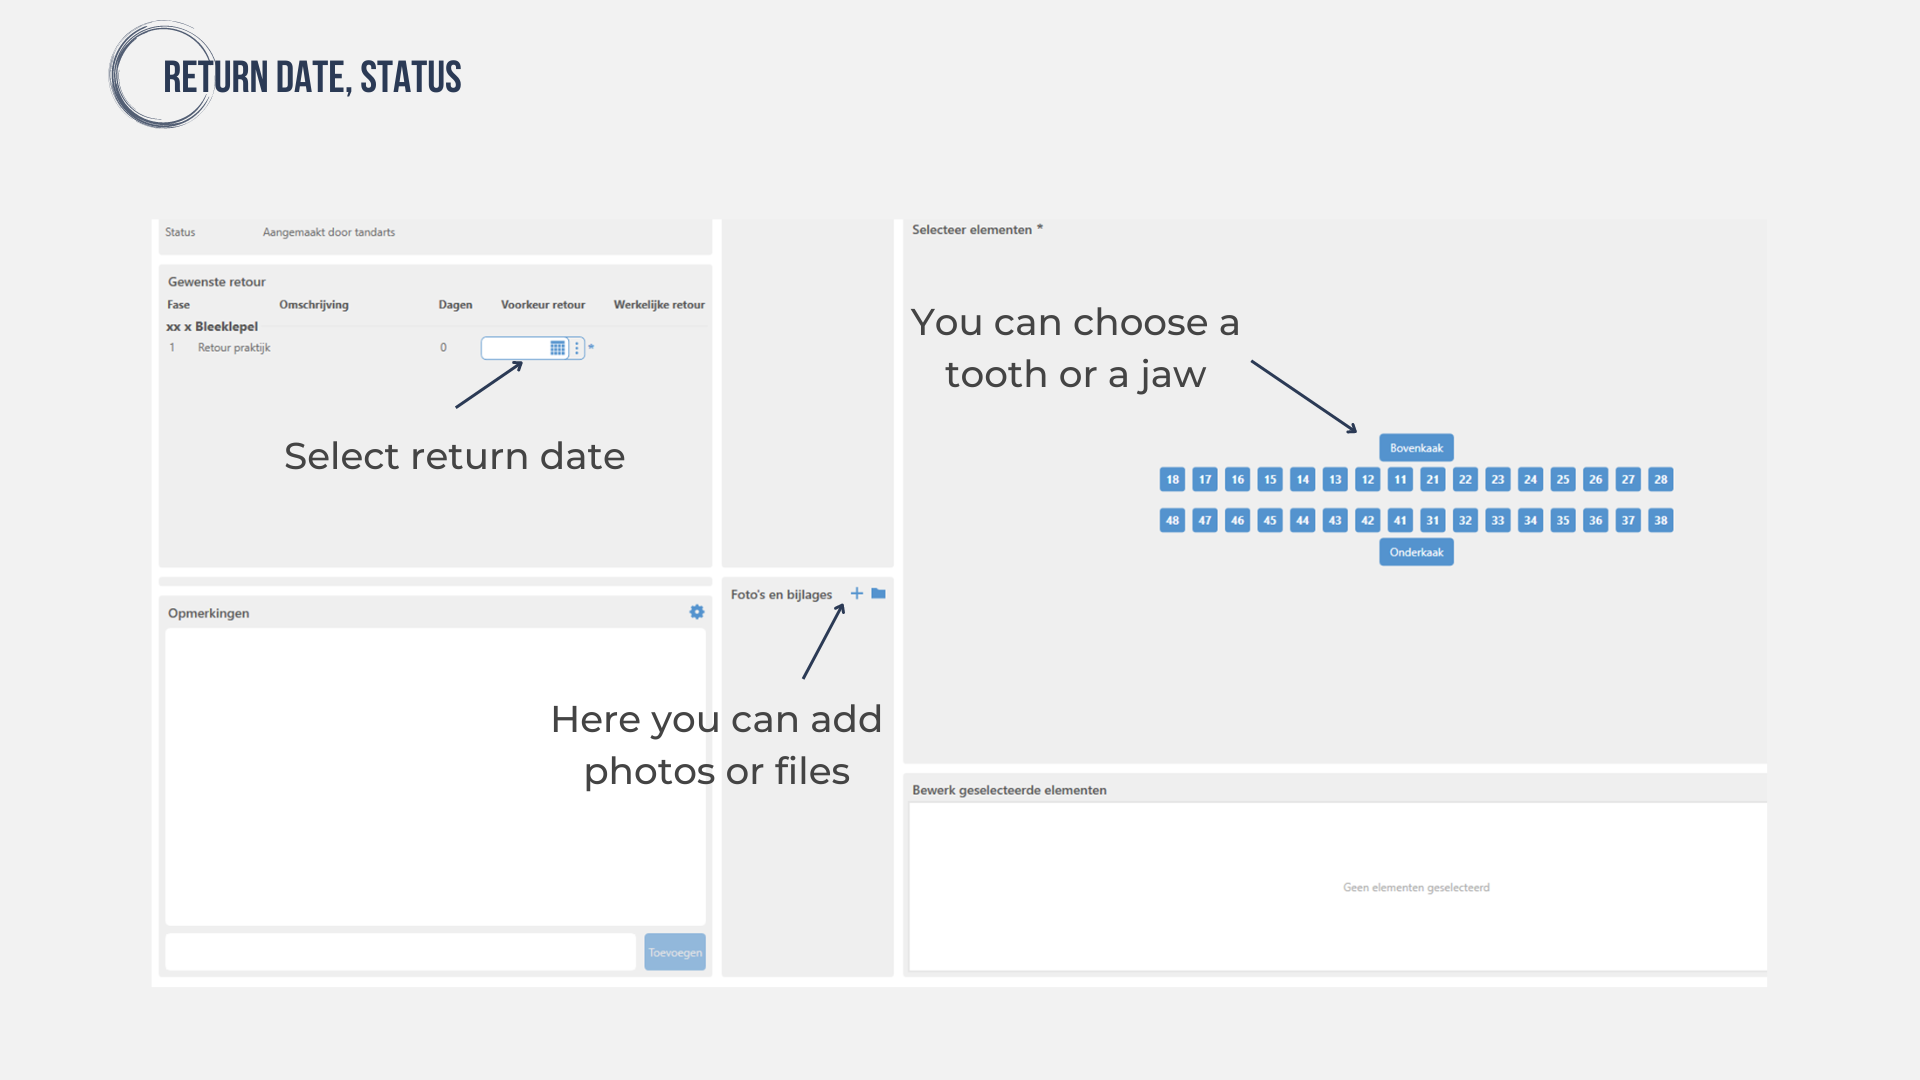 RETURN DATE, STATUS
Status Aangemaakt door tandarts
Gewenste retour
Fase Omschrijving Dagen Voorkeur retour Werkelijke retour
xx x Bleeklepel
1 Retour praktijk 0 *
Select return date
Opmerkingen
Toevoegen
Foto's en bijlages
Here you can add
photos or files
Selecteer elementen *
You can choose a
tooth or a jaw
Bovenkaak
18 17 16 15 14 13 12 11 21 22 23 24 25 26 27 28
48 47 46 45 44 43 42 41 31 32 33 34 35 36 37 38
Onderkaak
Bewerk geselecteerde elementen
Geen elementen geselecteerd